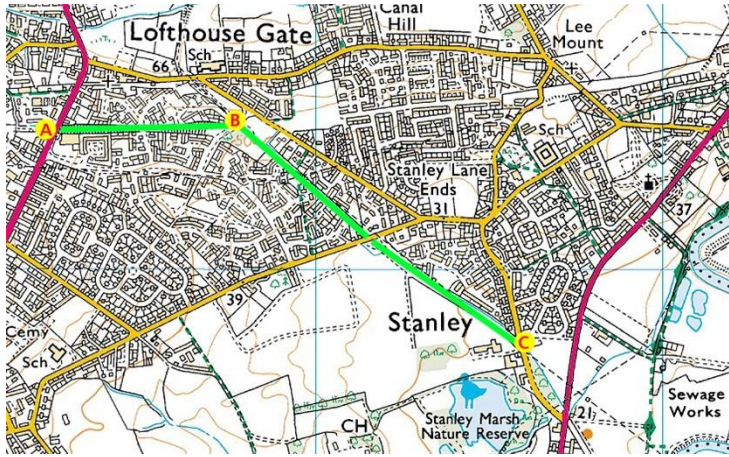 Canal
Hill
Lee
Mount
Lofthouse Gate
Sch
66
A
B
50
Sch
Stanley Lane
Ends
31
37
39
Stanley
C
Cemy
Sch
CH
Stanley Marsh
Nature Reserve
21
Sewage
Works